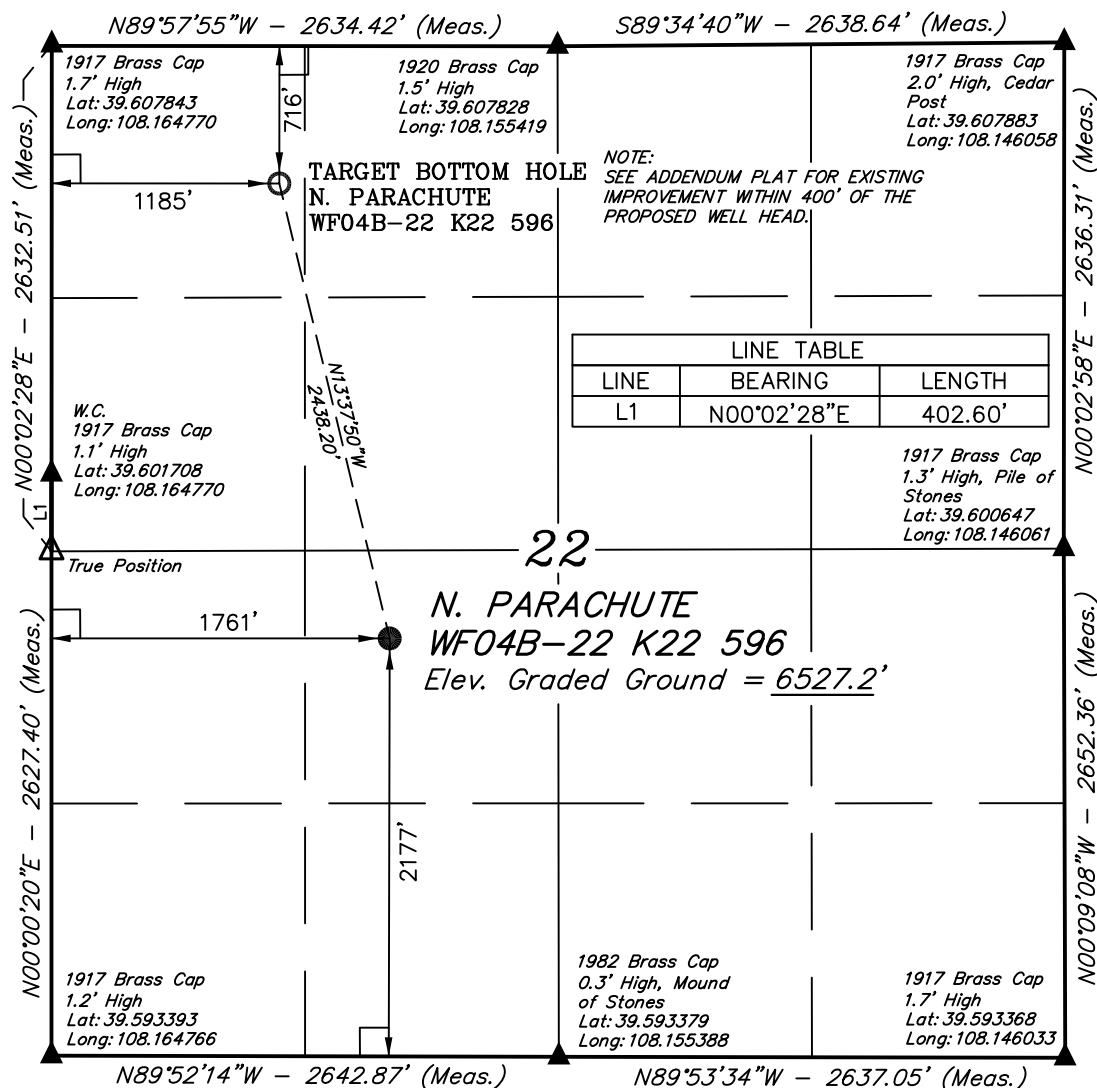 N89°57'55"W - 2634.42' (Meas.)
S89°34'40"W - 2638.64' (Meas.)
1917 Brass Cap
1.7' High
Lat: 39.607843
Long: 108.164770
716'
1920 Brass Cap
1.5' High
Lat: 39.607828
Long: 108.155419
1917 Brass Cap
2.0' High, Cedar
Post
Lat: 39.607883
Long: 108.146058
N00°02'28"E - 2632.51' (Meas.)
1185'
TARGET BOTTOM HOLE
N. PARACHUTE
WF04B-22 K22 596
NOTE:
SEE ADDENDUM PLAT FOR EXISTING
IMPROVEMENT WITHIN 400' OF THE
PROPOSED WELL HEAD.
N00°02'58"E - 2636.31' (Meas.)
LINE TABLE
LINE BEARING LENGTH
L1 N00°02'28"E 402.60'
N13°37'50"W
2438.20'
W.C.
1917 Brass Cap
1.1' High
Lat: 39.601708
Long: 108.164770
1917 Brass Cap
1.3' High, Pile of
Stones
Lat: 39.600647
Long: 108.146061
L1
True Position
22
1761'
N. PARACHUTE
WF04B-22 K22 596
Elev. Graded Ground = 6527.2'
N00°00'20"E - 2627.40' (Meas.)
2177'
N00°09'08"W - 2652.36' (Meas.)
1917 Brass Cap
1.2' High
Lat: 39.593393
Long: 108.164766
1982 Brass Cap
0.3' High, Mound
of Stones
Lat: 39.593379
Long: 108.155388
1917 Brass Cap
1.7' High
Lat: 39.593368
Long: 108.146033
N89°52'14"W - 2642.87' (Meas.)
N89°53'34"W - 2637.05' (Meas.)